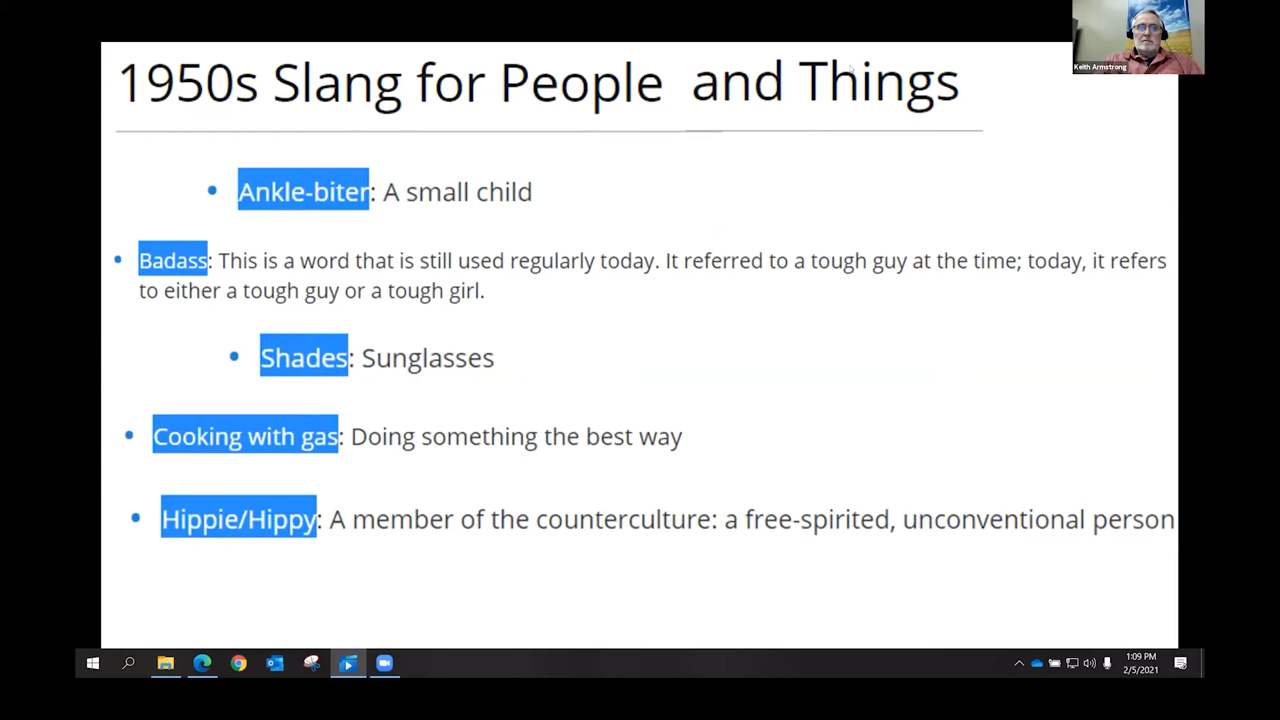 Keith Armstrong
1950s Slang for People and Things
• Ankle-biter: A small child
• Badass: This is a word that is still used regularly today. It referred to a tough guy at the time; today, it refers
to either a tough guy or a tough girl.
• Shades: Sunglasses
• Cooking with gas: Doing something the best way
• Hippie/Hippy: A member of the counterculture: a free-spirited, unconventional person
1:09 PM
2/5/2021